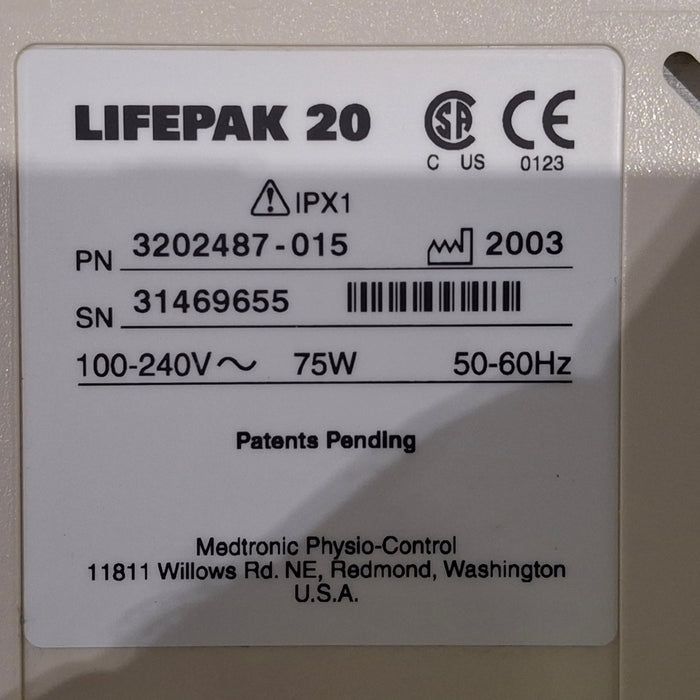 LIFEPAK 20
C US 0123
IPX1
PN 3202487-015 2003
SN 31469655
100-240V~ 75W 50-60Hz
Patents Pending
Medtronic Physio-Control
11811 Willows Rd. NE, Redmond, Washington
U.S.A.